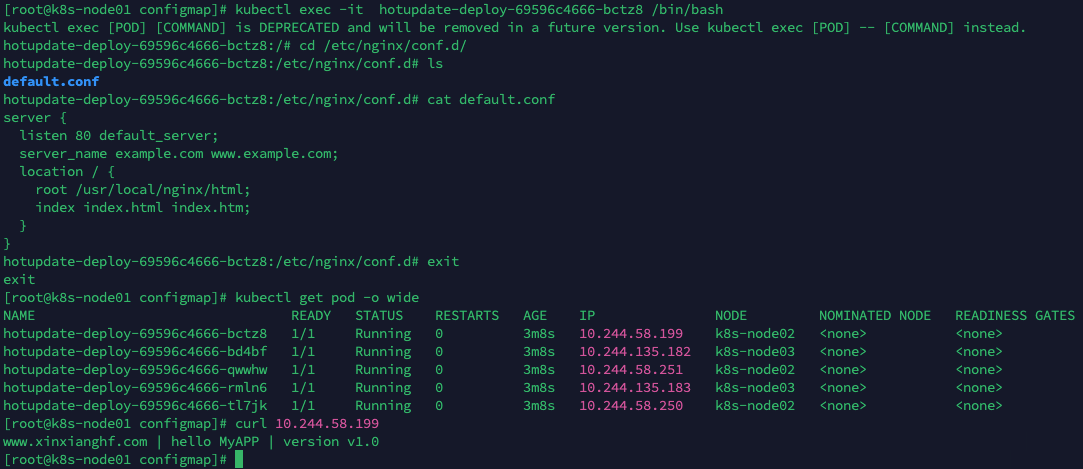 [root@k8s-node01 configmap]# kubectl exec -it  hotupdate-deploy-69596c4666-bctz8 /bin/bash
kubectl exec [POD] [COMMAND] is DEPRECATED and will be removed in a future version. Use kubectl exec [POD] -- [COMMAND] instead.
hotupdate-deploy-69596c4666-bctz8:/# cd /etc/nginx/conf.d/
hotupdate-deploy-69596c4666-bctz8:/etc/nginx/conf.d# ls
default.conf
hotupdate-deploy-69596c4666-bctz8:/etc/nginx/conf.d# cat default.conf
server {
  listen 80 default_server;
  server_name example.com www.example.com;
  location / {
    root /usr/local/nginx/html;
    index index.html index.htm;
  }
}
hotupdate-deploy-69596c4666-bctz8:/etc/nginx/conf.d# exit
exit
[root@k8s-node01 configmap]# kubectl get pod -o wide
NAME                                READY   STATUS    RESTARTS   AGE    IP               NODE         NOMINATED NODE   READINESS GATES
hotupdate-deploy-69596c4666-bctz8   1/1     Running   0          3m8s   10.244.58.199    k8s-node02   <none>           <none>
hotupdate-deploy-69596c4666-bd4bf   1/1     Running   0          3m8s   10.244.135.182   k8s-node03   <none>           <none>
hotupdate-deploy-69596c4666-qwwhw   1/1     Running   0          3m8s   10.244.58.251    k8s-node02   <none>           <none>
hotupdate-deploy-69596c4666-rmln6   1/1     Running   0          3m8s   10.244.135.183   k8s-node03   <none>           <none>
hotupdate-deploy-69596c4666-tl7jk   1/1     Running   0          3m8s   10.244.58.250    k8s-node02   <none>           <none>
[root@k8s-node01 configmap]# curl 10.244.58.199
www.xinxianghf.com | hello MyAPP | version v1.0
[root@k8s-node01 configmap]#